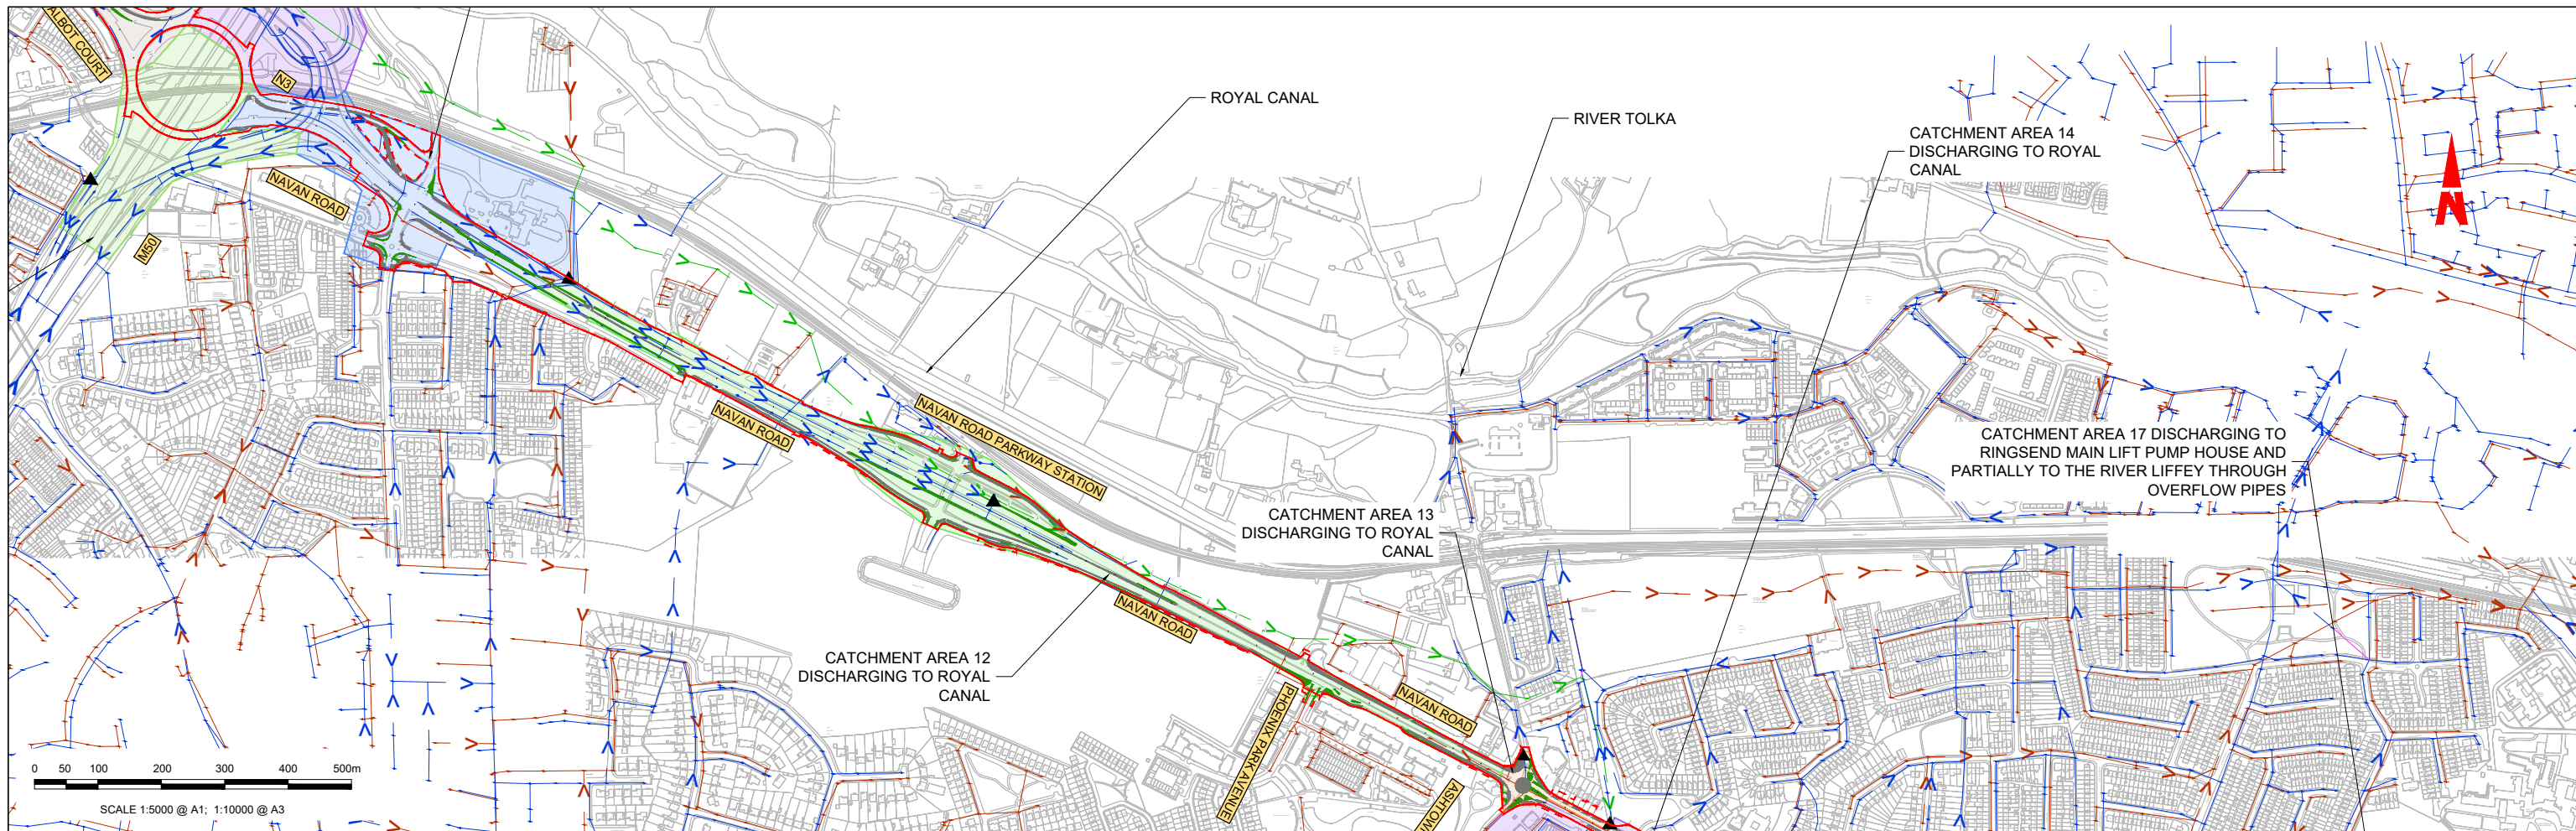 ALBOT COURT
N3
NAVAN ROAD
M50
ROYAL CANAL
RIVER TOLKA
CATCHMENT AREA 14
DISCHARGING TO ROYAL
CANAL
N
NAVAN ROAD
NAVAN ROAD PARKWAY STATION
CATCHMENT AREA 17 DISCHARGING TO
RINGSEND MAIN LIFT PUMP HOUSE AND
PARTIALLY TO THE RIVER LIFFEY THROUGH
OVERFLOW PIPES
CATCHMENT AREA 13
DISCHARGING TO ROYAL
CANAL
NAVAN ROAD
CATCHMENT AREA 12
DISCHARGING TO ROYAL
CANAL
PHOENIX PARK AVENUE
NAVAN ROAD
ASHTOW
0 50 100 200 300 400 500m
SCALE 1:5000 @ A1; 1:10000 @ A3